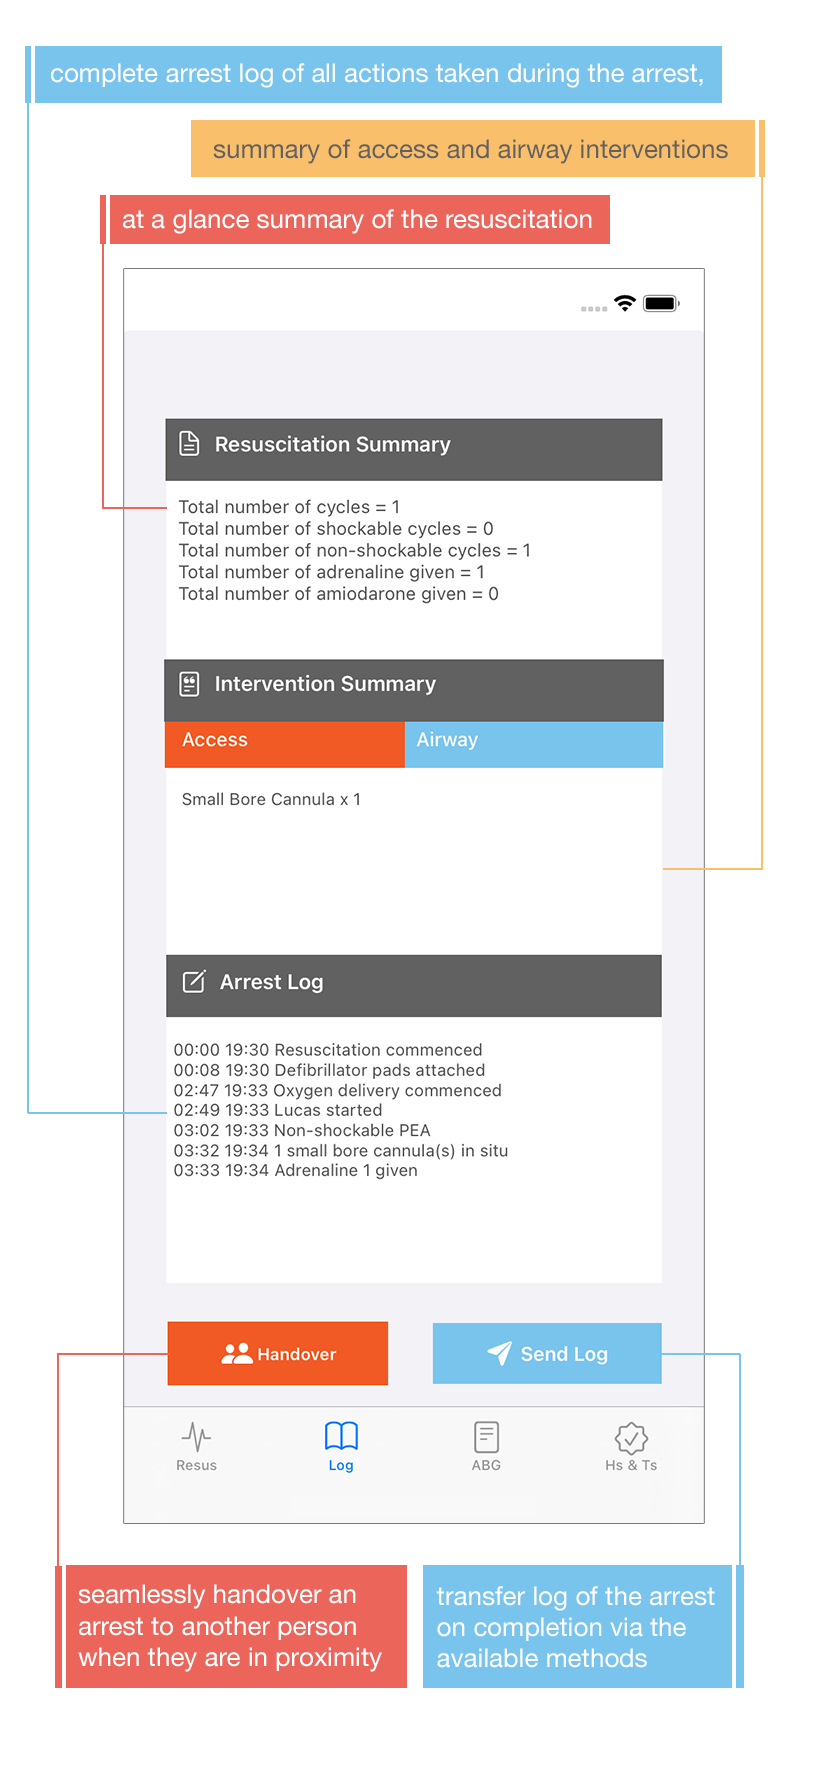 complete arrest log of all actions taken during the arrest,
summary of access and airway interventions
at a glance summary of the resuscitation
Resuscitation Summary
Total number of cycles = 1
Total number of shockable cycles = 0
Total number of non-shockable cycles = 1
Total number of adrenaline given = 1
Total number of amiodarone given = 0
Intervention Summary
Access
Airway
Small Bore Cannula x 1
Arrest Log
00:00 19:30 Resuscitation commenced
00:08 19:30 Defibrillator pads attached
02:47 19:33 Oxygen delivery commenced
02:49 19:33 Lucas started
03:02 19:33 Non-shockable PEA
03:32 19:34 1 small bore cannula(s) in situ
03:33 19:34 Adrenaline 1 given
Handover
Send Log
Resus
Log
ABG
Hs & Ts
seamlessly handover an
arrest to another person
when they are in proximity
transfer log of the arrest
on completion via the
available methods